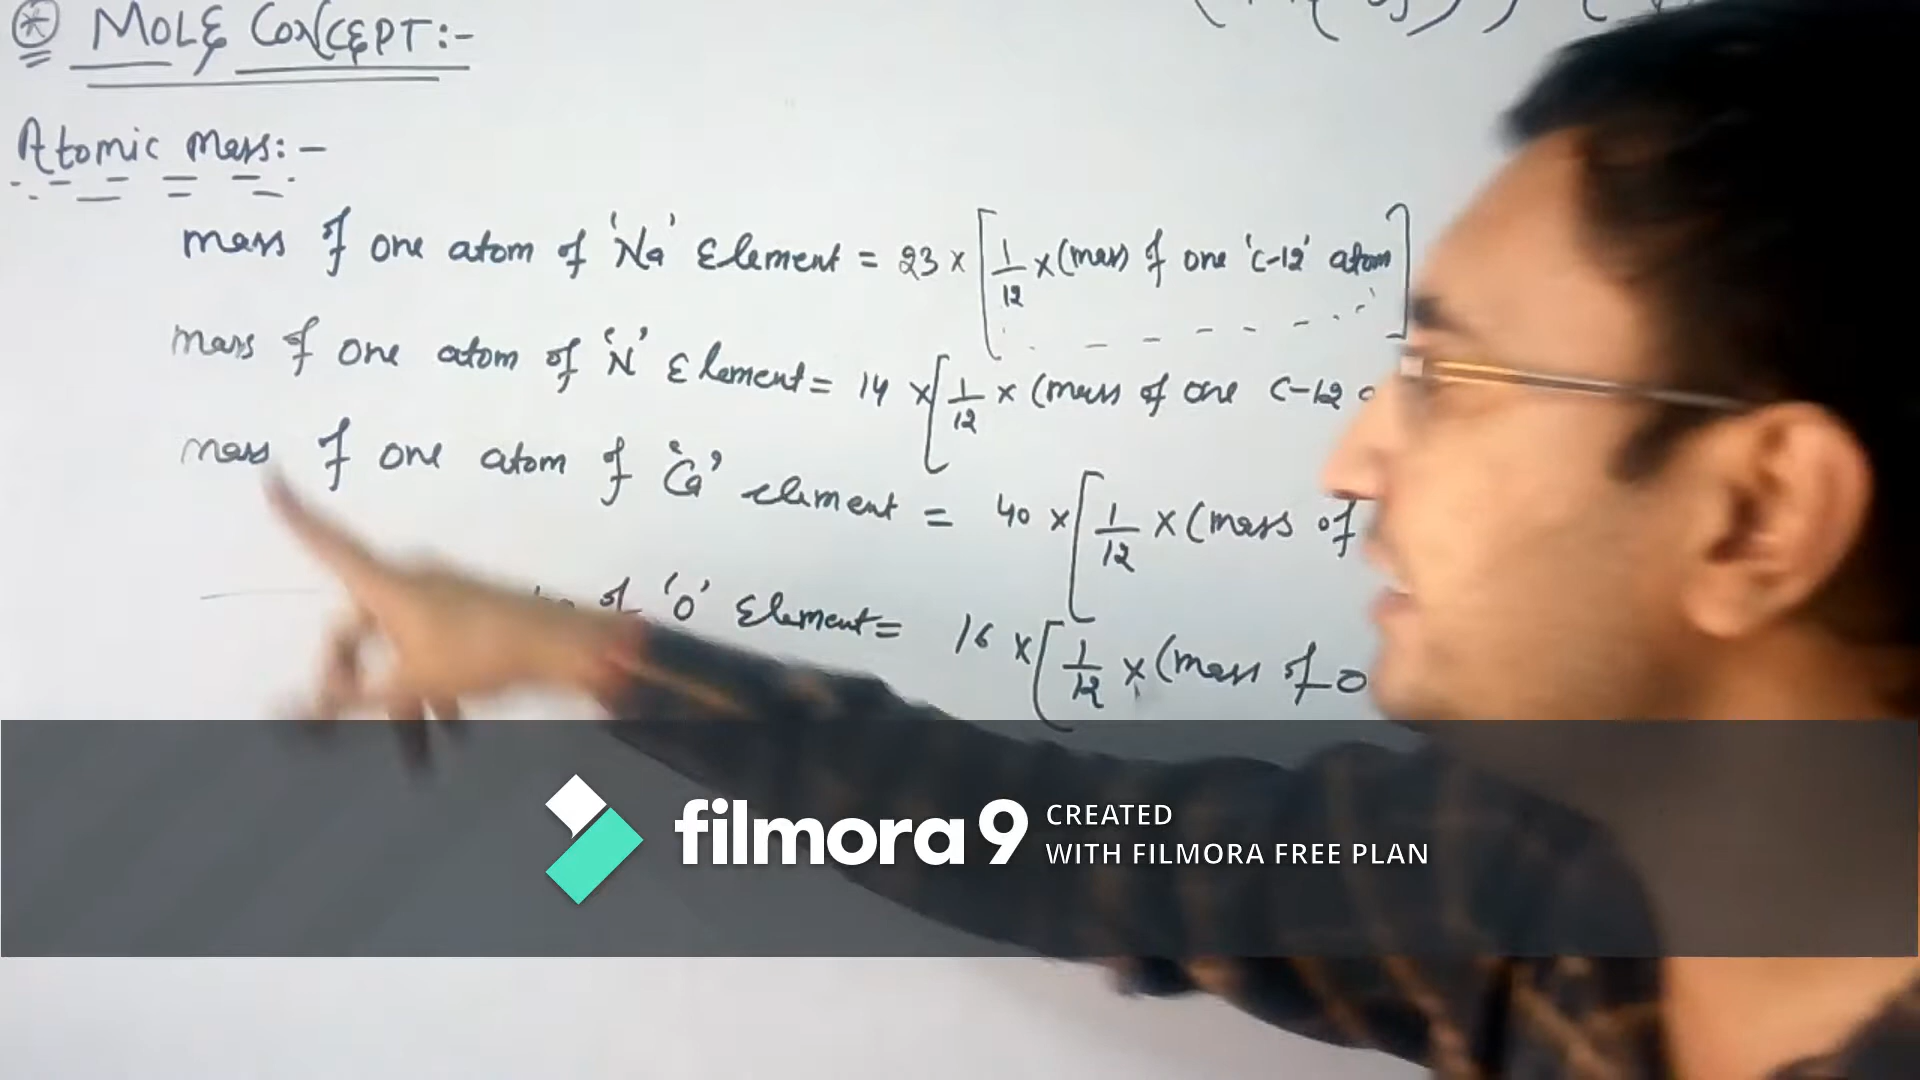 * MOLE CONCEPT:-
Atomic mass:-
mass of one atom of 'Na' Element = 23 × [1/12 × (mass of one 'C-12' atom]
mass of one atom of 'N' Element = 14 × [1/12 × (mass of one C-12
mass of one atom of 'Ca' element = 40 × [1/12 × (mass of
of 'O' Element = 16 × [1/12 × (mass of o
filmora 9
CREATED
WITH FILMORA FREE PLAN